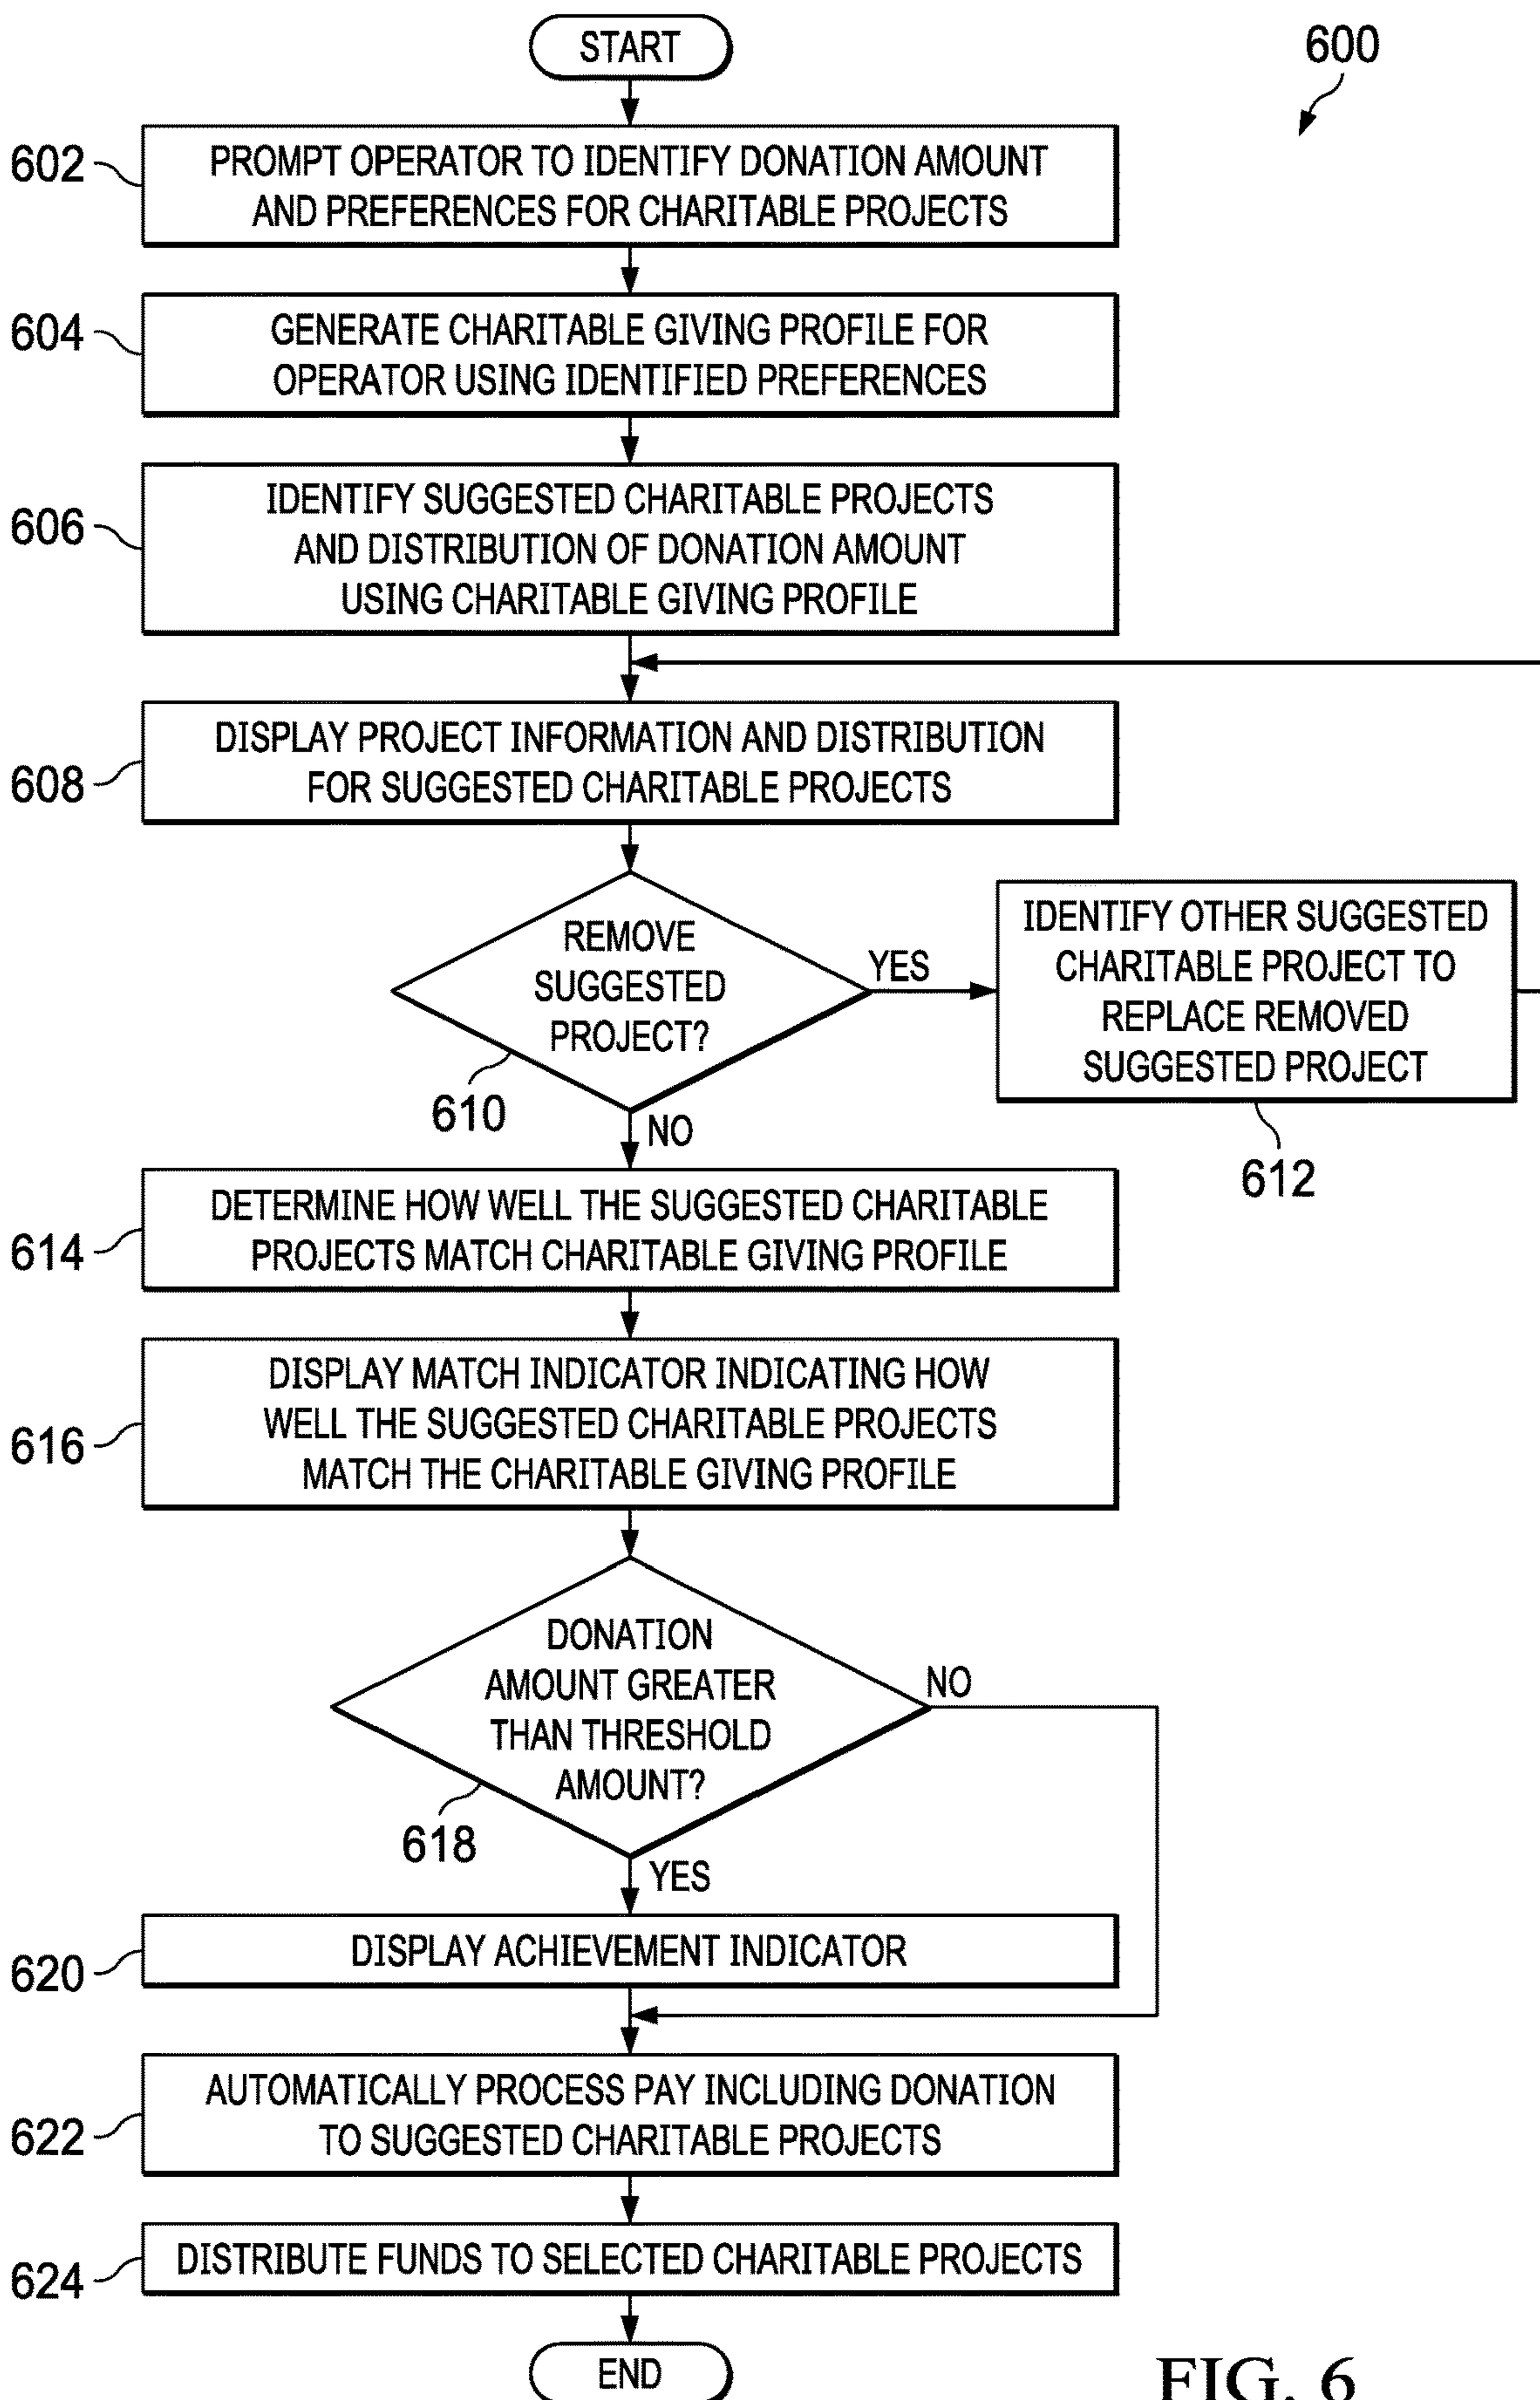 START
600
602
PROMPT OPERATOR TO IDENTIFY DONATION AMOUNT
AND PREFERENCES FOR CHARITABLE PROJECTS
604
GENERATE CHARITABLE GIVING PROFILE FOR
OPERATOR USING IDENTIFIED PREFERENCES
606
IDENTIFY SUGGESTED CHARITABLE PROJECTS
AND DISTRIBUTION OF DONATION AMOUNT
USING CHARITABLE GIVING PROFILE
608
DISPLAY PROJECT INFORMATION AND DISTRIBUTION
FOR SUGGESTED CHARITABLE PROJECTS
REMOVE
SUGGESTED
PROJECT?
610
YES
IDENTIFY OTHER SUGGESTED
CHARITABLE PROJECT TO
REPLACE REMOVED
SUGGESTED PROJECT
612
NO
614
DETERMINE HOW WELL THE SUGGESTED CHARITABLE
PROJECTS MATCH CHARITABLE GIVING PROFILE
616
DISPLAY MATCH INDICATOR INDICATING HOW
WELL THE SUGGESTED CHARITABLE PROJECTS
MATCH THE CHARITABLE GIVING PROFILE
DONATION
AMOUNT GREATER
THAN THRESHOLD
AMOUNT?
618
NO
YES
620
DISPLAY ACHIEVEMENT INDICATOR
622
AUTOMATICALLY PROCESS PAY INCLUDING DONATION
TO SUGGESTED CHARITABLE PROJECTS
624
DISTRIBUTE FUNDS TO SELECTED CHARITABLE PROJECTS
END
FIG. 6